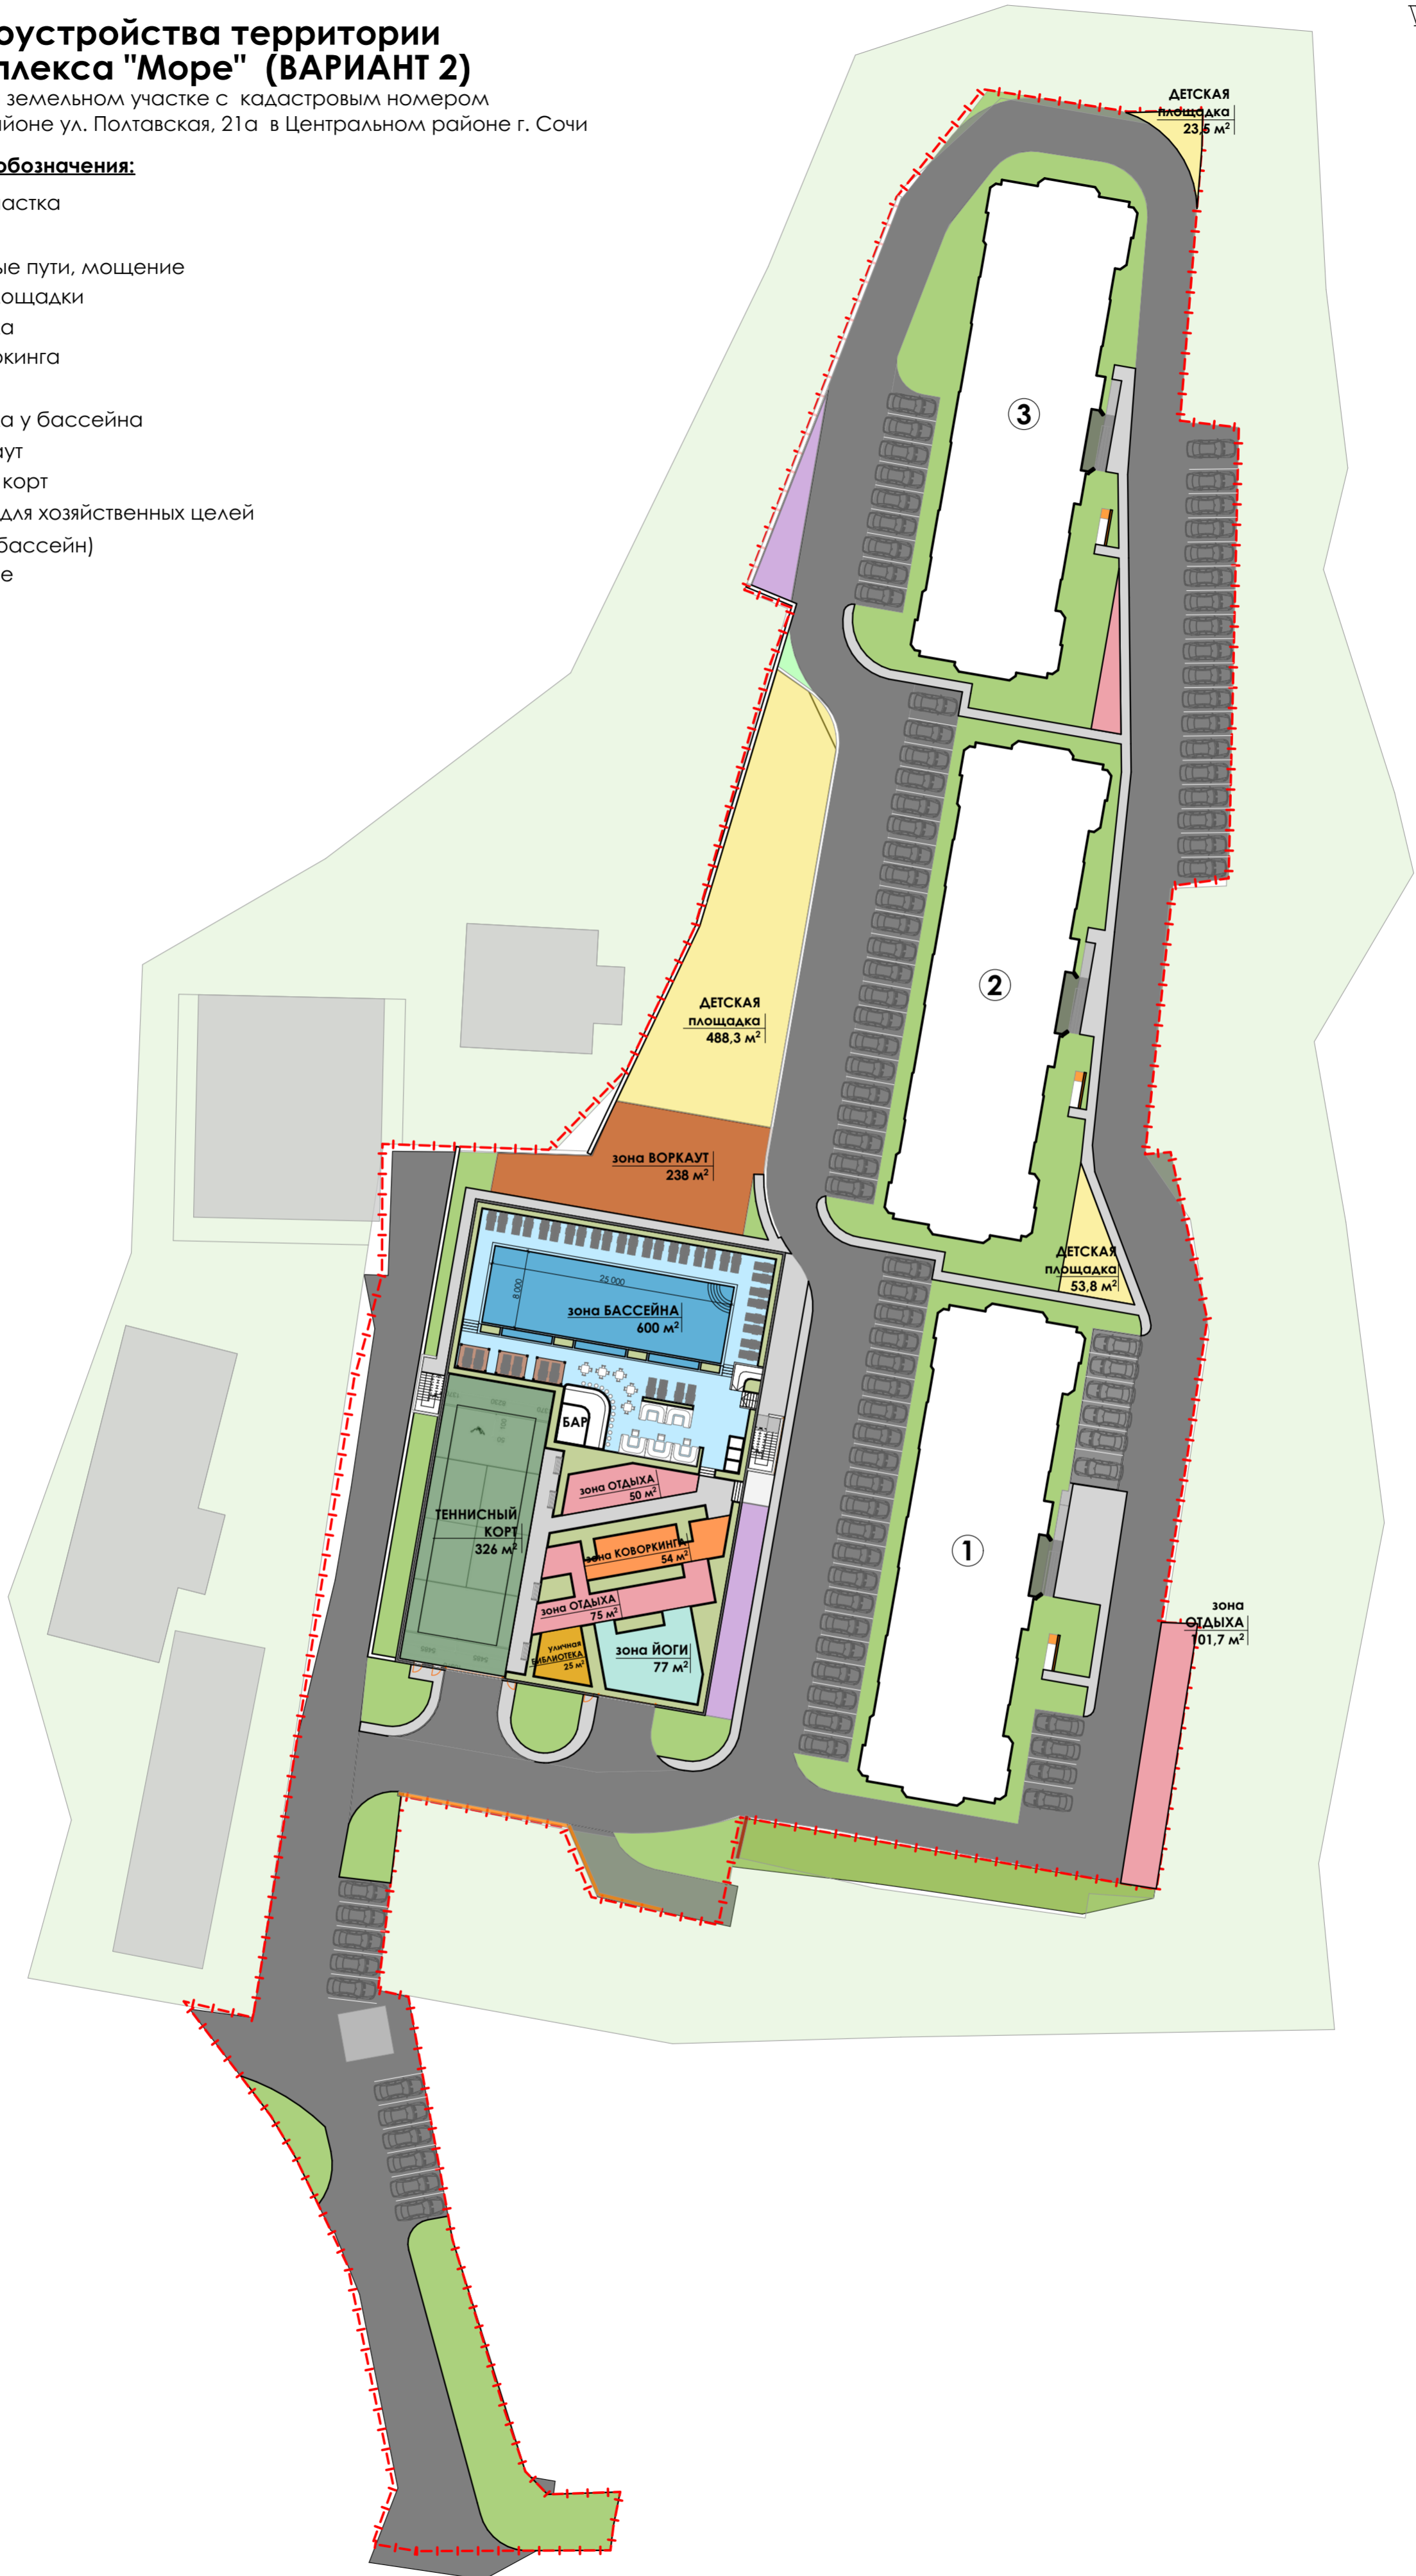 оустройства территории
плекса "Море" (ВАРИАНТ 2)
земельном участке с кадастровым номером
йоне ул. Полтавская, 21а в Центральном районе г. Сочи
обозначения:
астка
ые пути, мощение
ощадки
а
ркинга
а у бассейна
аут
корт
для хозяйственных целей
бассейн)
е
ДЕТСКАЯ
площадка
23,5 м²
3
2
ДЕТСКАЯ
площадка
488,3 м²
зона ВОРКАУТ
238 м²
ДЕТСКАЯ
площадка
53,8 м²
25 000
8 000
зона БАССЕЙНА
600 м²
БАР
зона ОТДЫХА
50 м²
ТЕННИСНЫЙ
КОРТ
326 м²
зона КОВОРКИНГА
54 м²
1
зона ОТДЫХА
75 м²
уличная
БИБЛИОТЕКА
25 м²
зона ЙОГИ
77 м²
зона
ОТДЫХА
101,7 м²